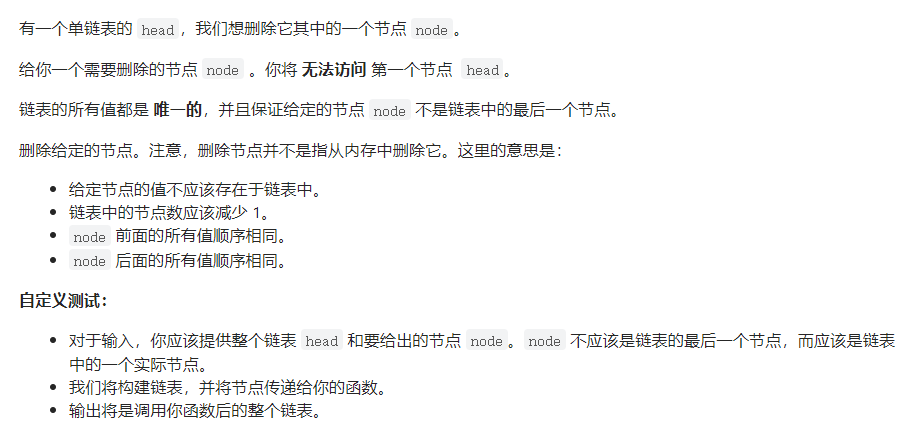 有一个单链表的 head，我们想删除它其中的一个节点 node。
给你一个需要删除的节点 node 。你将 无法访问 第一个节点 head。
链表的所有值都是 唯一的，并且保证给定的节点 node 不是链表中的最后一个节点。
删除给定的节点。注意，删除节点并不是指从内存中删除它。这里的意思是：
• 给定节点的值不应该存在于链表中。
• 链表中的节点数应该减少 1。
• node 前面的所有值顺序相同。
• node 后面的所有值顺序相同。
自定义测试：
• 对于输入，你应该提供整个链表 head 和要给出的节点 node。node 不应该是链表的最后一个节点，而应该是链表
中的一个实际节点。
• 我们将构建链表，并将节点传递给你的函数。
• 输出将是调用你函数后的整个链表。